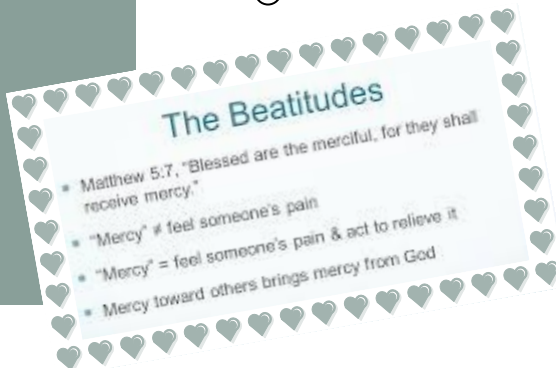 The Beatitudes
• Matthew 5:7, "Blessed are the merciful, for they shall
receive mercy."
• "Mercy" ≠ feel someone's pain
• "Mercy" = feel someone's pain & act to relieve it
• Mercy toward others brings mercy from God